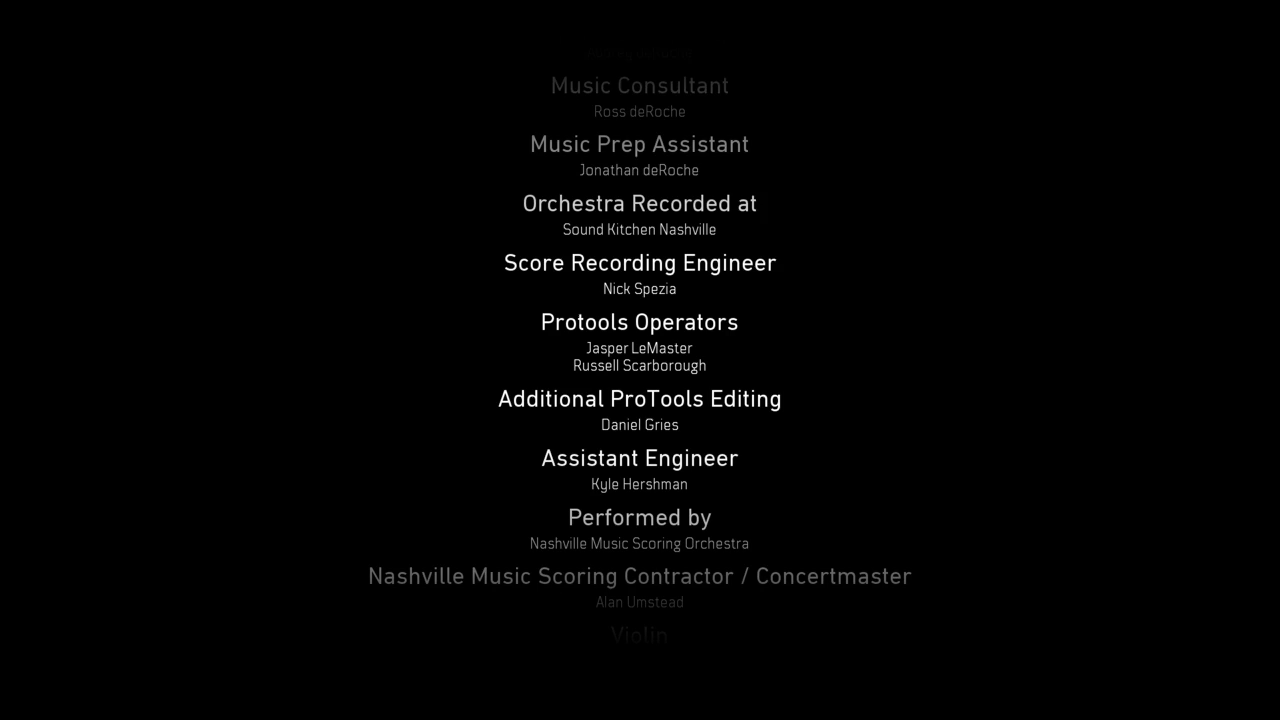 Music Consultant
Ross deRoche
Music Prep Assistant
Jonathan deRoche
Orchestra Recorded at
Sound Kitchen Nashville
Score Recording Engineer
Nick Spezia
Protools Operators
Jasper LeMaster
Russell Scarborough
Additional ProTools Editing
Daniel Gries
Assistant Engineer
Kyle Hershman
Performed by
Nashville Music Scoring Orchestra
Nashville Music Scoring Contractor / Concertmaster
Alan Umstead
Violin